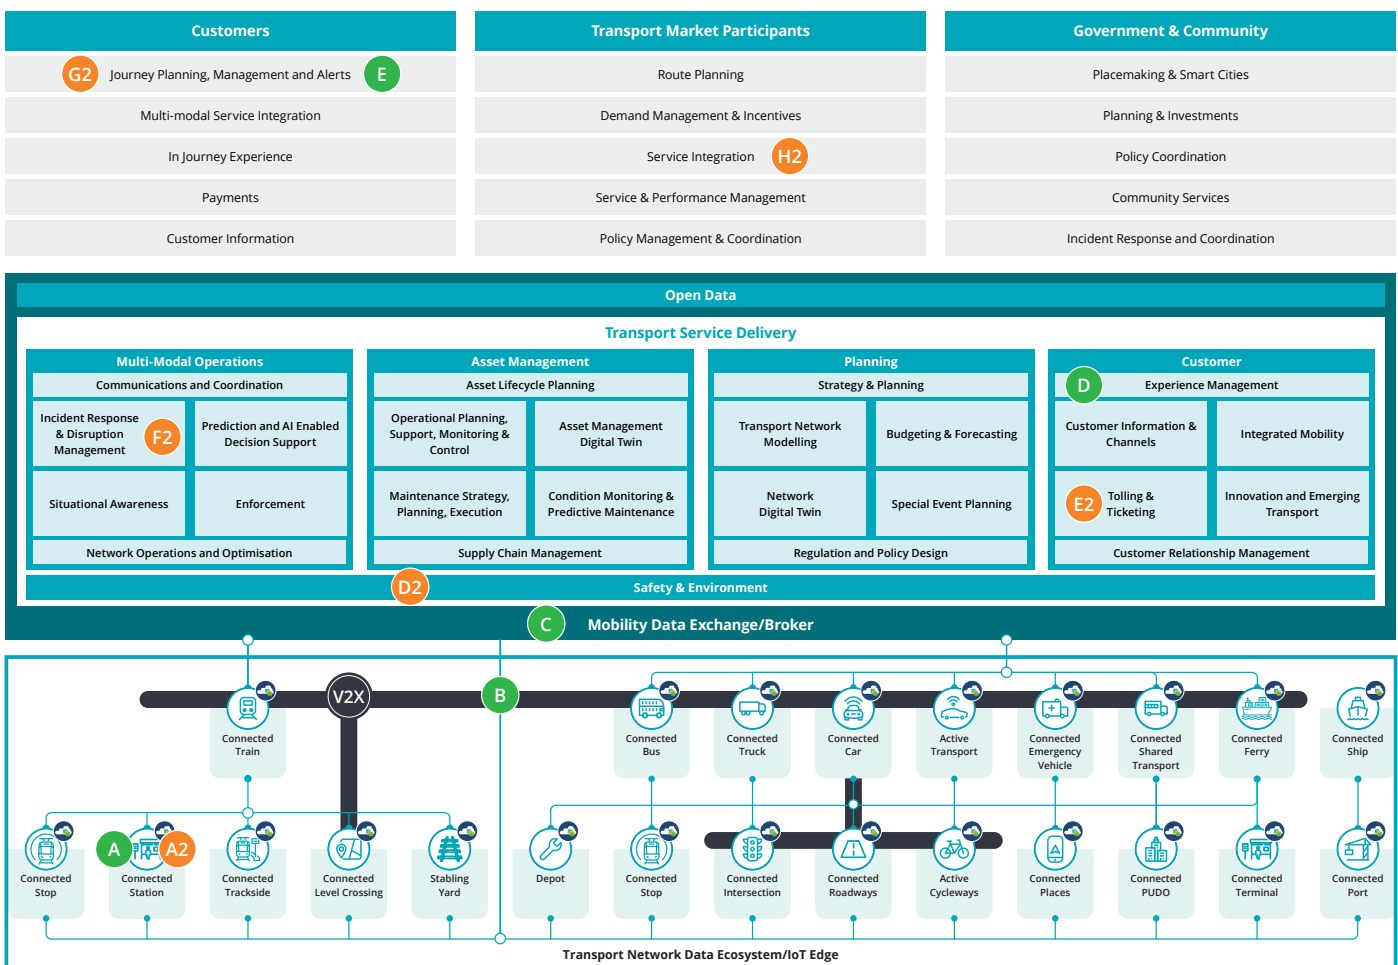 Customers
G2 Journey Planning, Management and Alerts E
Multi-modal Service Integration
In Journey Experience
Payments
Customer Information
Transport Market Participants
Route Planning
Demand Management & Incentives
Service Integration H2
Service & Performance Management
Policy Management & Coordination
Government & Community
Placemaking & Smart Cities
Planning & Investments
Policy Coordination
Community Services
Incident Response and Coordination
Open Data
Transport Service Delivery
Multi-Modal Operations
Communications and Coordination
Incident Response
& Disruption
Management
F2
Prediction and AI Enabled
Decision Support
Situational Awareness
Enforcement
Network Operations and Optimisation
Asset Management
Asset Lifecycle Planning
Operational Planning,
Support, Monitoring &
Control
Asset Management
Digital Twin
Maintenance Strategy,
Planning, Execution
Condition Monitoring &
Predictive Maintenance
Supply Chain Management
Planning
Strategy & Planning
Transport Network
Modelling
Budgeting & Forecasting
Network
Digital Twin
Special Event Planning
Regulation and Policy Design
Customer
D Experience Management
Customer Information &
Channels
Integrated Mobility
E2
Tolling &
Ticketing
Innovation and Emerging
Transport
Customer Relationship Management
D2 Safety & Environment
C Mobility Data Exchange/Broker
V2X
B
Connected
Train
Connected
Bus
Connected
Truck
Connected
Car
Active
Transport
Connected
Emergency
Vehicle
Connected
Shared
Transport
Connected
Ferry
Connected
Ship
A
A2
Connected
Stop
Connected
Station
Connected
Trackside
Connected
Level Crossing
Stabling
Yard
Depot
Connected
Stop
Connected
Intersection
Connected
Roadways
Active
Cycleways
Connected
Places
Connected
PUDO
Connected
Terminal
Connected
Port
Transport Network Data Ecosystem/IoT Edge